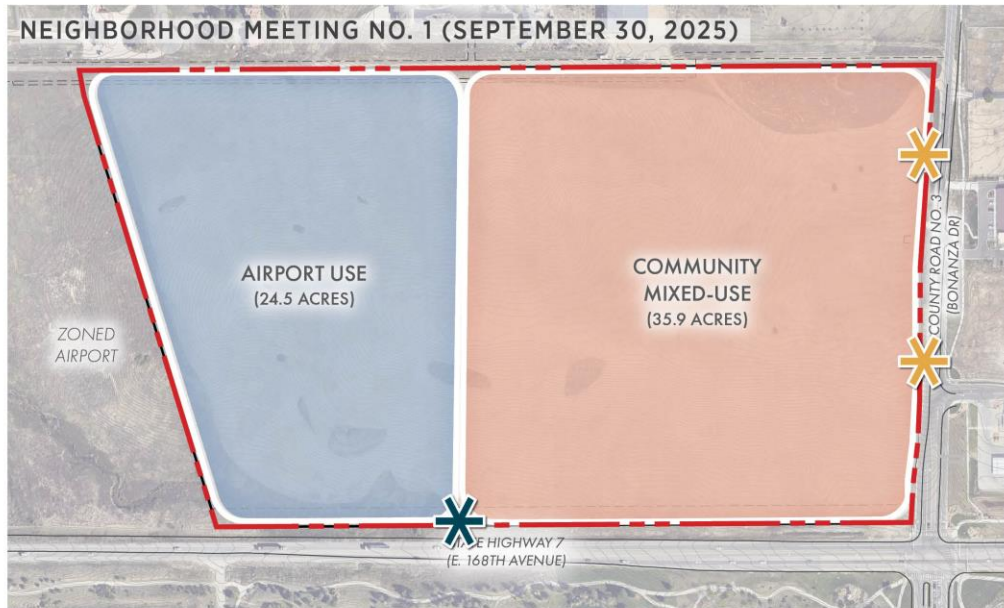 NEIGHBORHOOD MEETING NO. 1 (SEPTEMBER 30, 2025)
AIRPORT USE
(24.5 ACRES)
COMMUNITY
MIXED-USE
(35.9 ACRES)
ZONED
AIRPORT
COUNTY ROAD NO. 3
(BONANZA DR)
HIGHWAY 7
(E. 168TH AVENUE)